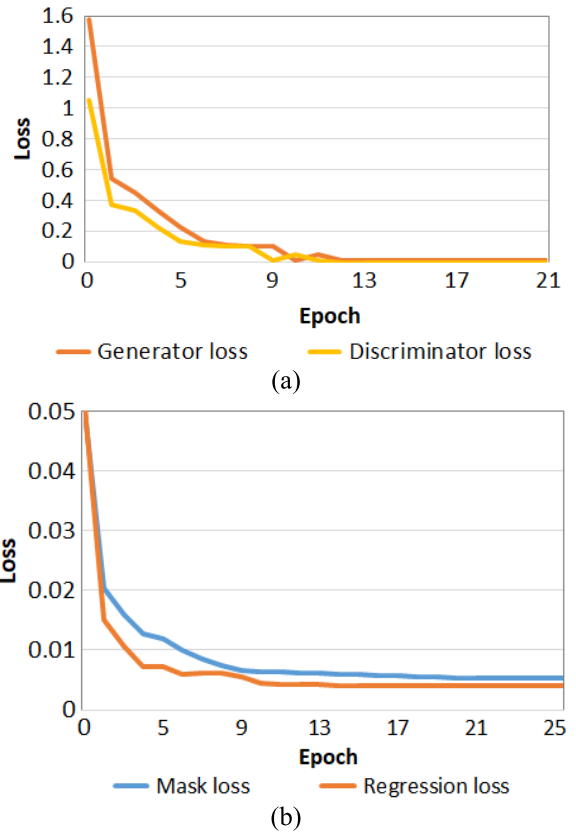 1.6
1.4
1.2
1
0.8
0.6
0.4
0.2
0
Loss
0 5 9 13 17 21
Epoch
Generator loss Discriminator loss
(a)
0.05
0.04
0.03
0.02
0.01
0
Loss
0 5 9 13 17 21 25
Epoch
Mask loss Regression loss
(b)